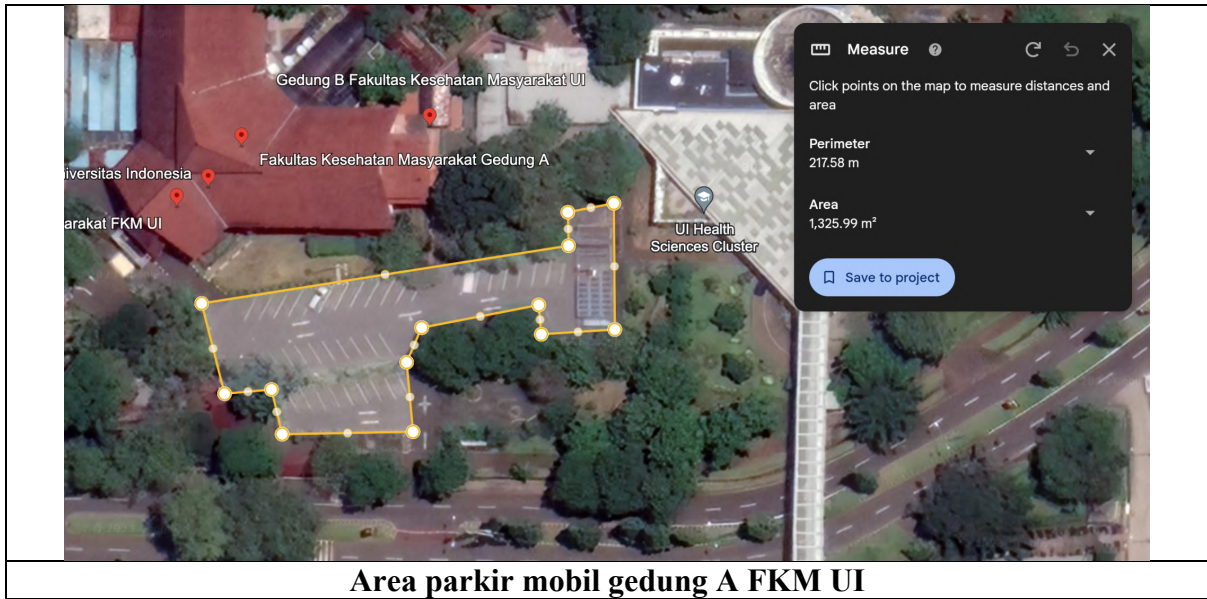 Gedung B Fakultas Kesehatan Masyarakat UI
Fakultas Kesehatan Masyarakat Gedung A
iversitas Indonesia
arakat FKM UI
UI Health
Sciences Cluster
Measure
Click points on the map to measure distances and
area
Perimeter
217.58 m
Area
1,325.99 m²
Save to project
Area parkir mobil gedung A FKM UI